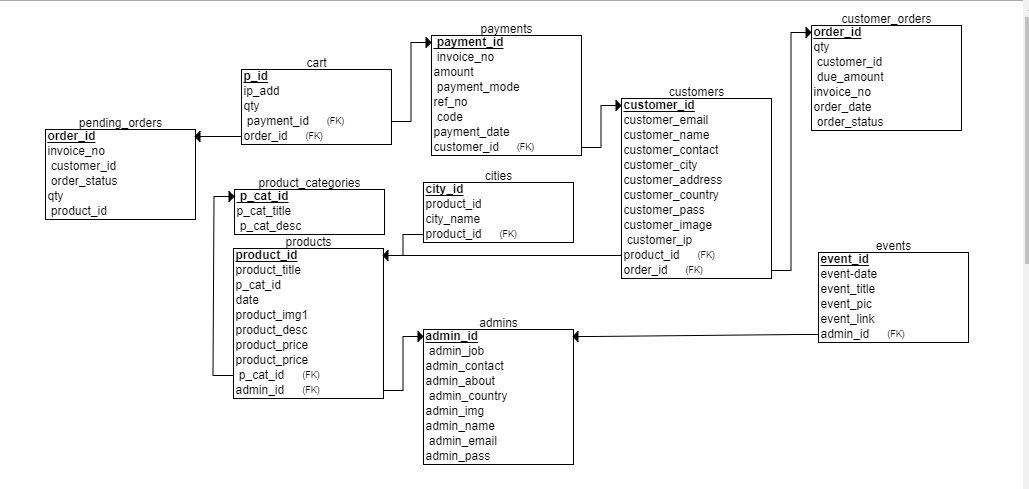 customer_orders
order_id
qty
customer_id
due_amount
invoice_no
order_date
order_status
payments
payment_id
invoice_no
amount
payment_mode
ref_no
code
payment_date
customer_id (FK)
cart
p_id
ip_add
qty
payment_id (FK)
order_id (FK)
customers
customer_id
customer_email
customer_name
customer_contact
customer_city
customer_address
customer_country
customer_pass
customer_image
customer_ip
product_id (FK)
order_id (FK)
pending_orders
order_id
invoice_no
customer_id
order_status
qty
product_id
product_categories
p_cat_id
p_cat_title
p_cat_desc
cities
city_id
product_id
city_name
product_id (FK)
products
product_id
product_title
p_cat_id
date
product_img1
product_desc
product_price
product_price
p_cat_id (FK)
admin_id (FK)
events
event_id
event-date
event_title
event_pic
event_link
admin_id (FK)
admins
admin_id
admin_job
admin_contact
admin_about
admin_country
admin_img
admin_name
admin_email
admin_pass